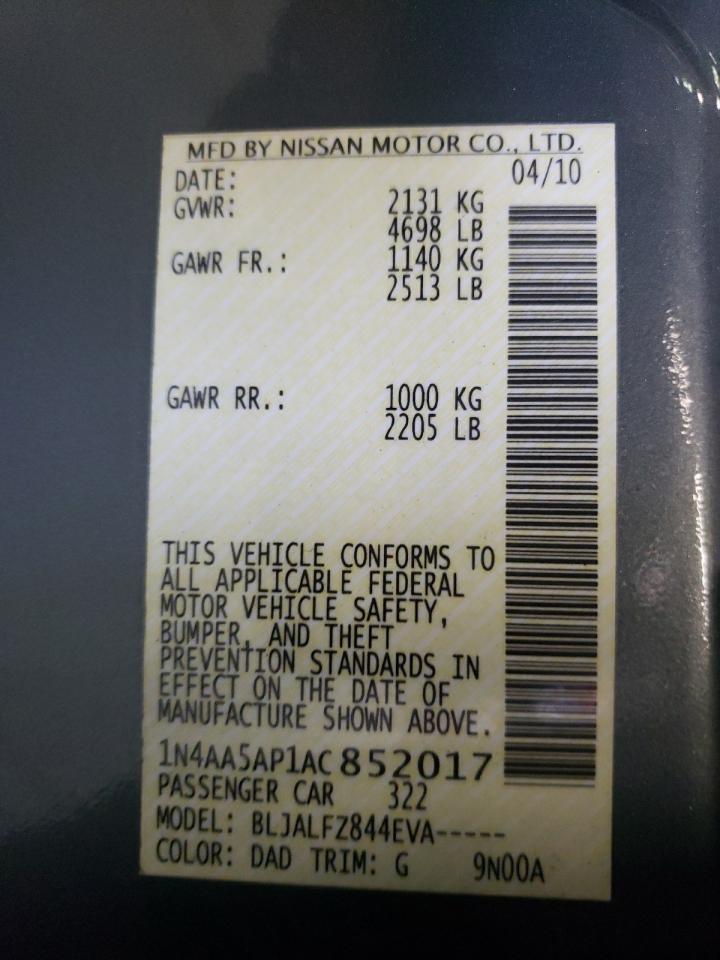 MFD BY NISSAN MOTOR CO., LTD.
DATE: 04/10
GVWR: 2131 KG
4698 LB
GAWR FR.: 1140 KG
2513 LB
GAWR RR.: 1000 KG
2205 LB
THIS VEHICLE CONFORMS TO
ALL APPLICABLE FEDERAL
MOTOR VEHICLE SAFETY,
BUMPER, AND THEFT
PREVENTION STANDARDS IN
EFFECT ON THE DATE OF
MANUFACTURE SHOWN ABOVE.
1N4AA5AP1AC852017
PASSENGER CAR 322
MODEL: BLJALFZ844EVA-----
COLOR: DAD TRIM: G 9N00A